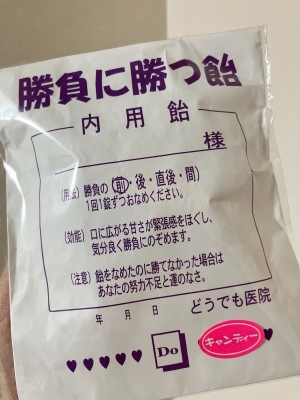 勝負に勝つ飴
内用飴
様
(用法) 勝負の (前・後・直後・間)
1回1錠ずつおなめください。
(効能) 口に広がる甘さが緊張感をほぐし、
気分良く勝負にのぞめます。
(注意) 飴をなめたのに勝てなかった場合は
あなたの努力不足と運のなさ。
年 月 日 どうでも医院
♥♥♥♥♥ Do キャンディー ♥